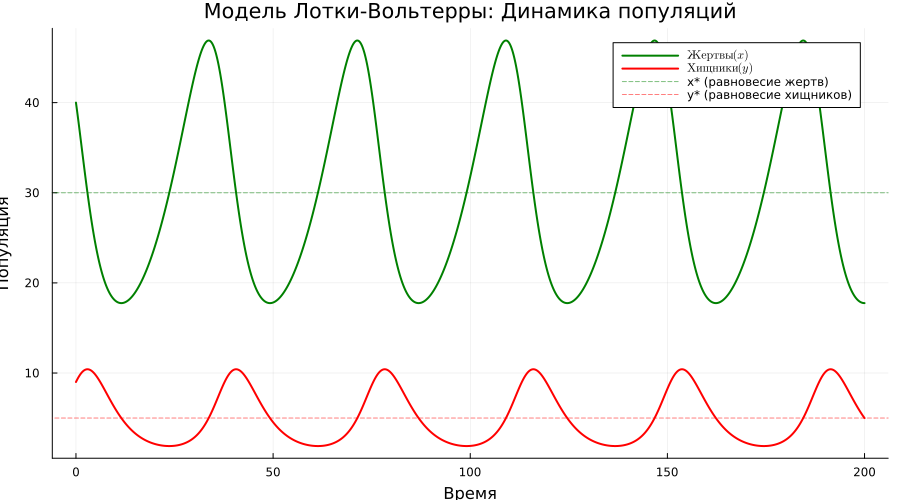 Модель Лотки-Вольтерры: Динамика популяций
Жертвы(x)
Хищники(y)
x* (равновесие жертв)
y* (равновесие хищников)
Популяция
40
30
20
10
0
50
100
150
200
Время